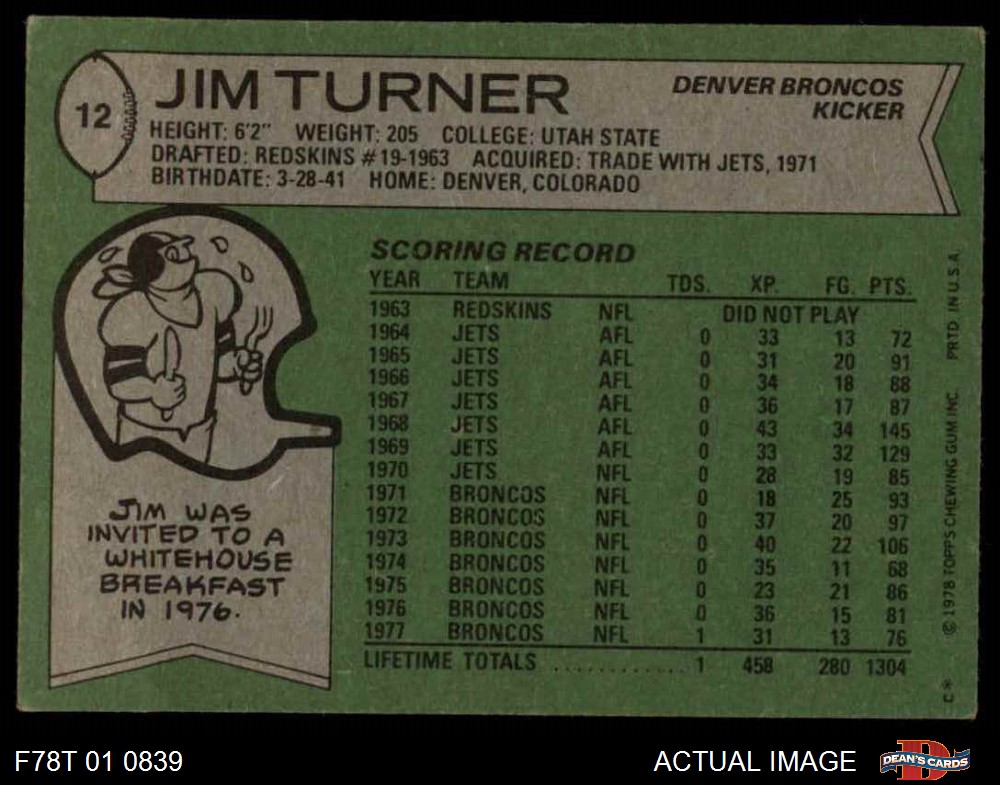 12
JIM TURNER
DENVER BRONCOS
KICKER
HEIGHT: 6'2" WEIGHT: 205 COLLEGE: UTAH STATE
DRAFTED: REDSKINS #19-1963 ACQUIRED: TRADE WITH JETS, 1971
BIRTHDATE: 3-28-41 HOME: DENVER, COLORADO
SCORING RECORD
YEAR TEAM TDS. XP. FG. PTS.
1963 REDSKINS NFL DID NOT PLAY
1964 JETS AFL 0 33 13 72
1965 JETS AFL 0 31 20 91
1966 JETS AFL 0 34 18 88
1967 JETS AFL 0 36 17 87
1968 JETS AFL 0 43 34 145
1969 JETS AFL 0 33 32 129
1970 JETS NFL 0 28 19 85
1971 BRONCOS NFL 0 18 25 93
1972 BRONCOS NFL 0 37 20 97
1973 BRONCOS NFL 0 40 22 106
1974 BRONCOS NFL 0 35 11 68
1975 BRONCOS NFL 0 23 21 86
1976 BRONCOS NFL 0 36 15 81
1977 BRONCOS NFL 1 31 13 76
LIFETIME TOTALS ............ 1 458 280 1304
JIM WAS
INVITED TO A
WHITEHOUSE
BREAKFAST
IN 1976.
C* © 1978 TOPPS CHEWING GUM INC. PRTD. IN U.S.A.
F78T 01 0839
ACTUAL IMAGE
D
DEAN'S CARDS